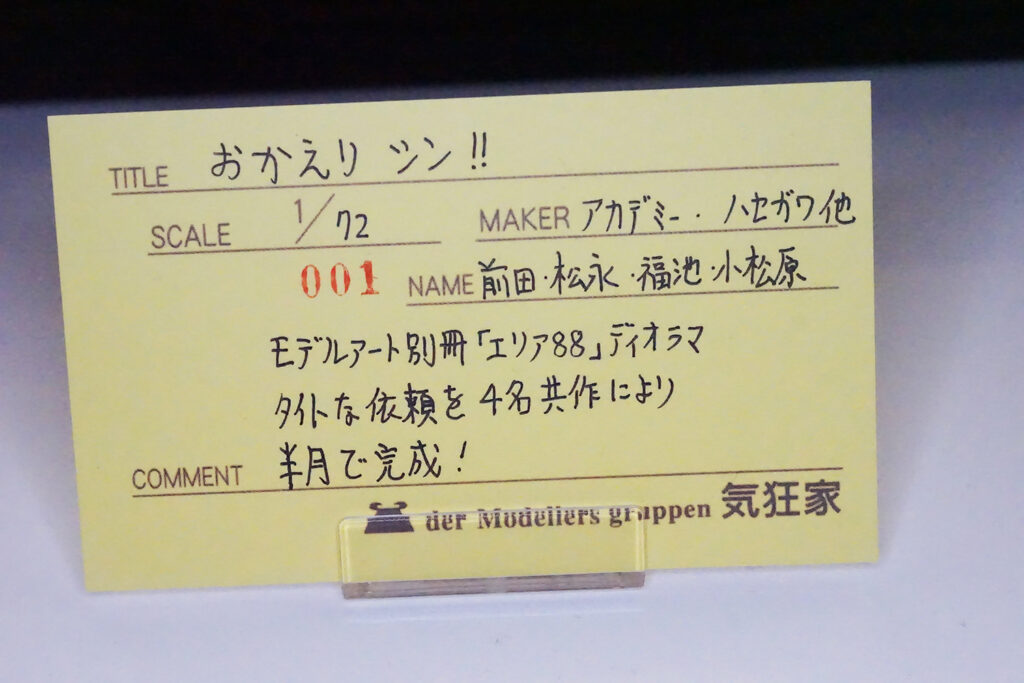 TITLE おかえり シン!!
SCALE 1/72 MAKER アカデミー・ハセガワ他
001 NAME 前田・松永・福池・小松原
モデルアート別冊「エリア88」ディオラマ
タイトな依頼を4名共作により
COMMENT 半月で完成!
der Modellers gruppen 気狂家